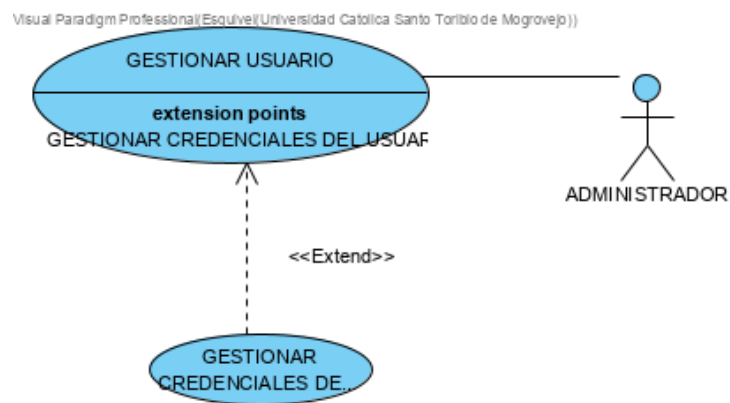 Visual Paradigm Professional(Esquivel(Universidad Catolica Santo Toribio de Mogrovejo))
GESTIONAR USUARIO
extension points
GESTIONAR CREDENCIALES DEL USUAR
ADMINISTRADOR
<<Extend>>
GESTIONAR
CREDENCIALES DE..